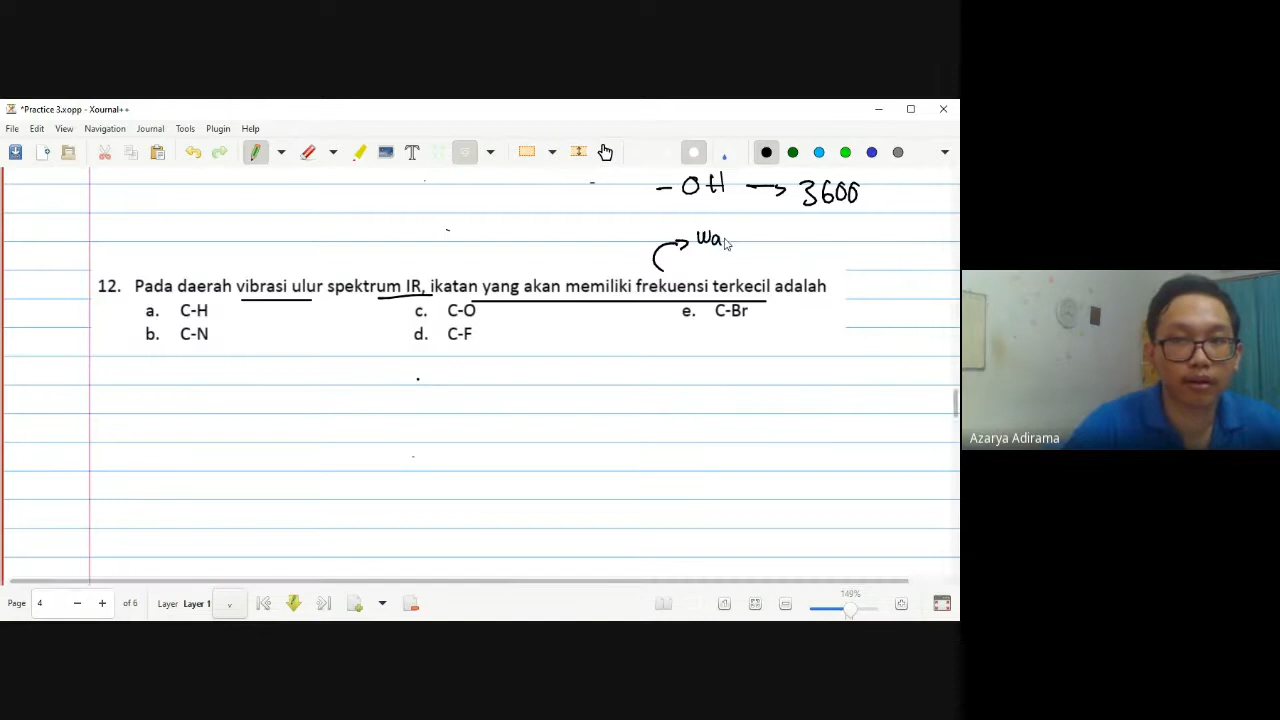 *Practice 3.xopp - Xournal++
File Edit View Navigation Journal Tools Plugin Help
T
- OH → 3600
Wa
12. Pada daerah vibrasi ulur spektrum IR, ikatan yang akan memiliki frekuensi terkecil adalah
a. C-H c. C-O e. C-Br
b. C-N d. C-F
Azarya Adirama
Page 4 of 6 Layer Layer 1 149%